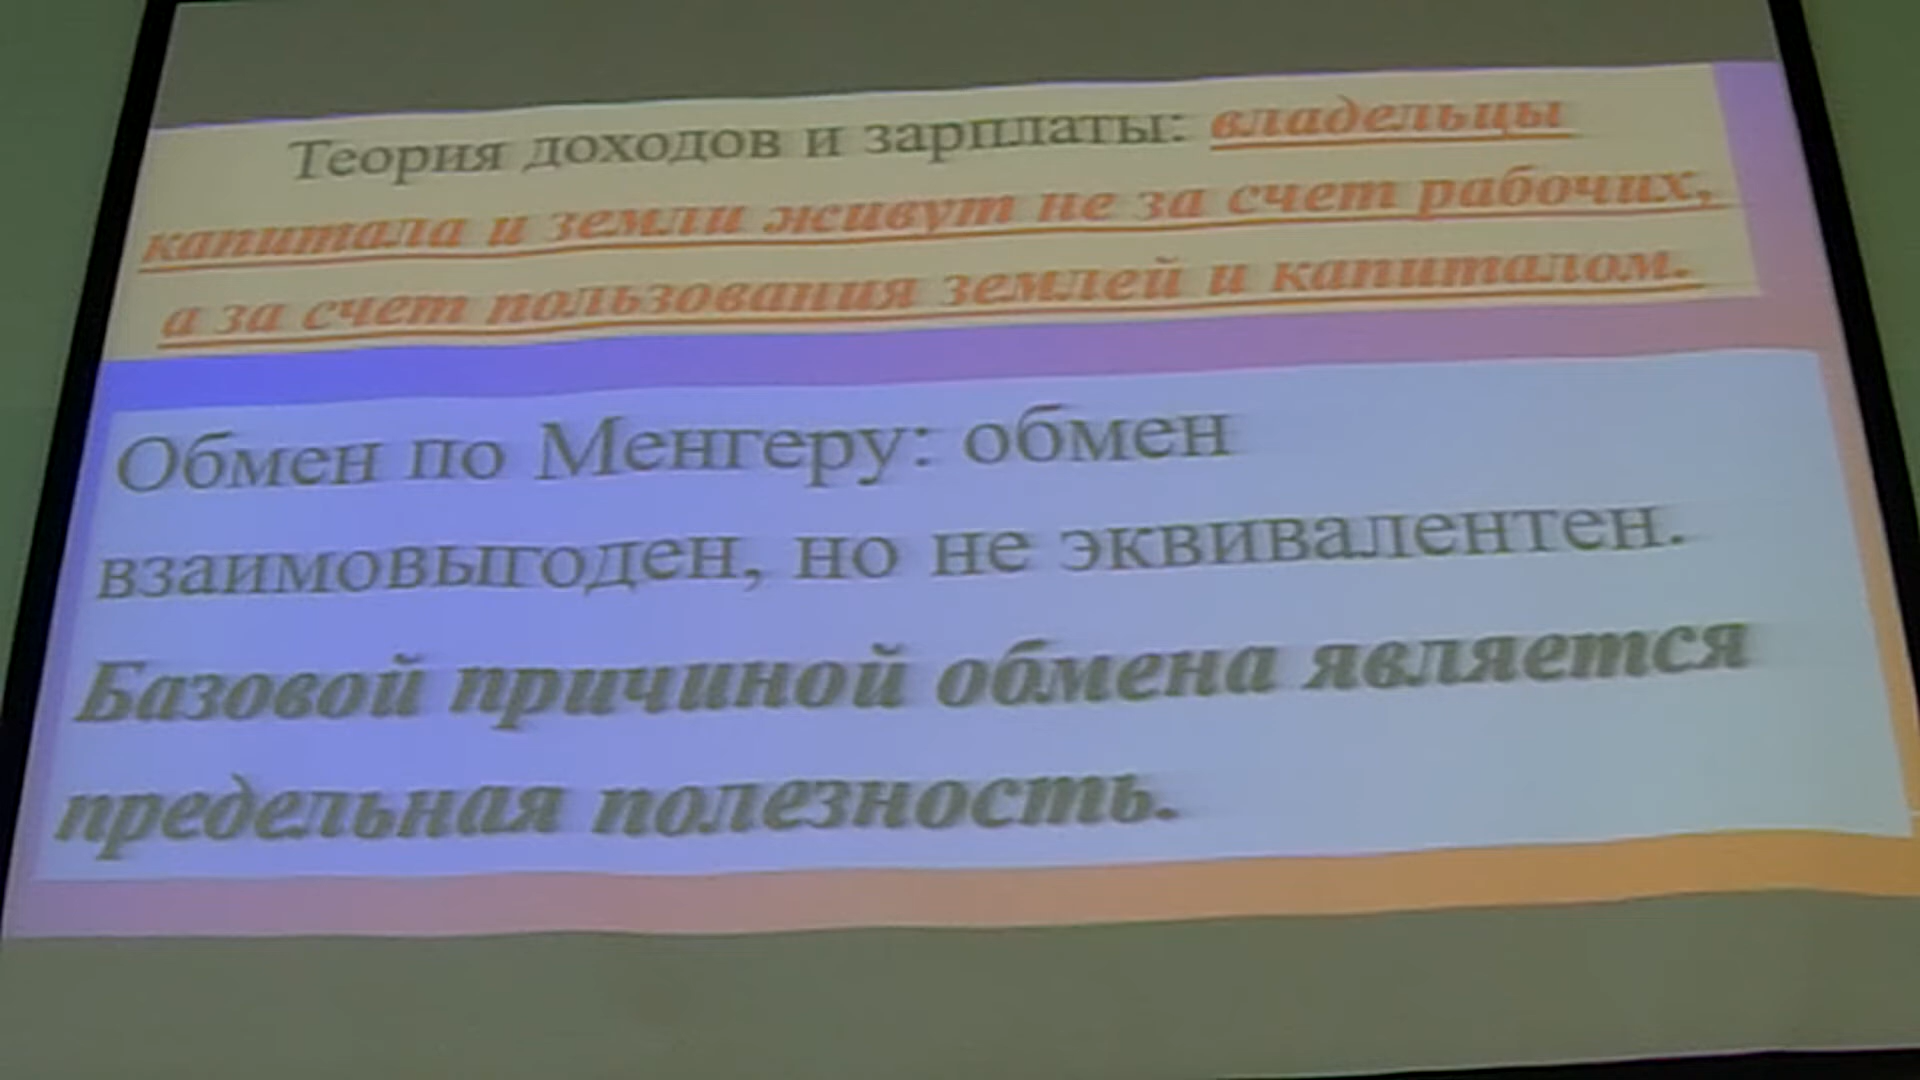 Теория доходов и зарплаты: владельцы
капитала и земли живут не за счет рабочих,
а за счет пользования землей и капиталом.
Обмен по Менгеру: обмен
взаимовыгоден, но не эквивалентен.
Базовой причиной обмена является
предельная полезность.